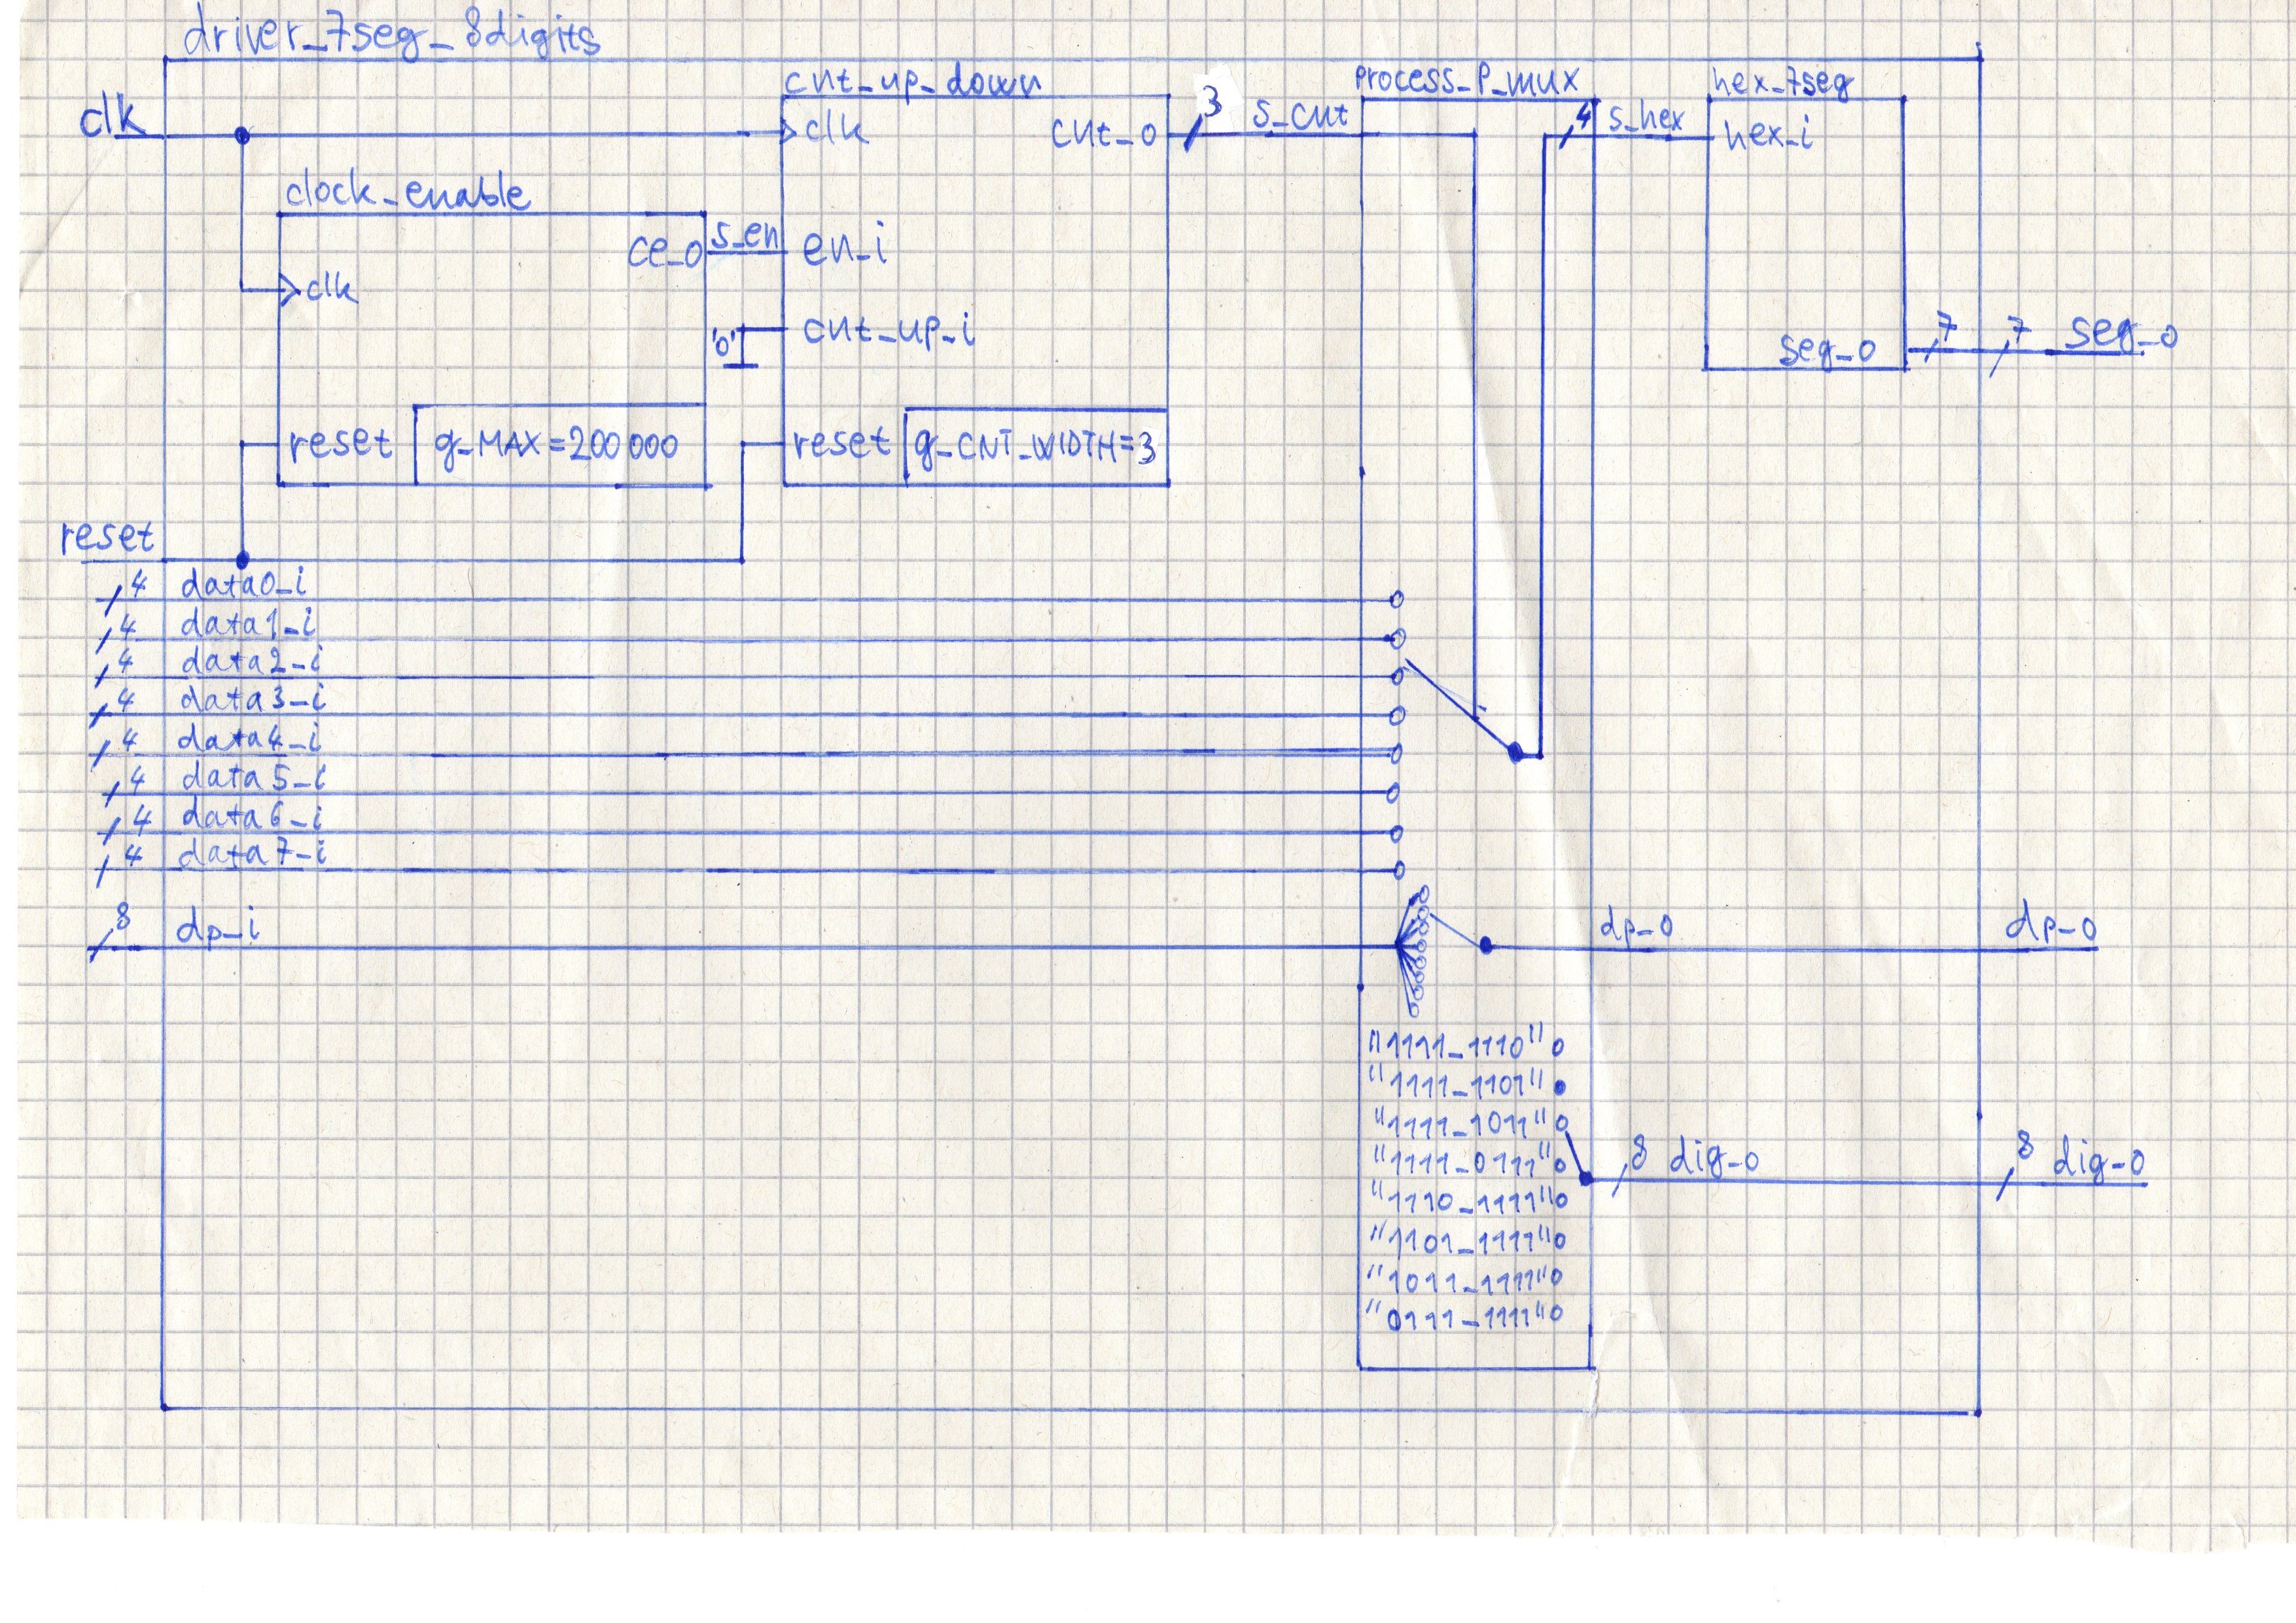 driver_7seg_8digits
clk
cnt_up_down
clk
cnt_o
3
s_cnt
process_p_mux
4
s_hex
hex_7seg
hex_i
clock_enable
ce_o
s_en
en_i
clk
'0'
cnt_up_i
seg_o
7
7
seg_o
reset
g_MAX=200 000
reset
g_CNT_WIDTH=3
reset
4 data0_i
4 data1_i
4 data2_i
4 data3_i
4 data4_i
4 data5_i
4 data6_i
4 data7_i
8 dp_i
dp_o
dp_o
"1111_1110"
"1111_1101"
"1111_1011"
"1111_0111"
"1110_1111"
"1101_1111"
"1011_1111"
"0111_1111"
8 dig_o
8 dig_o